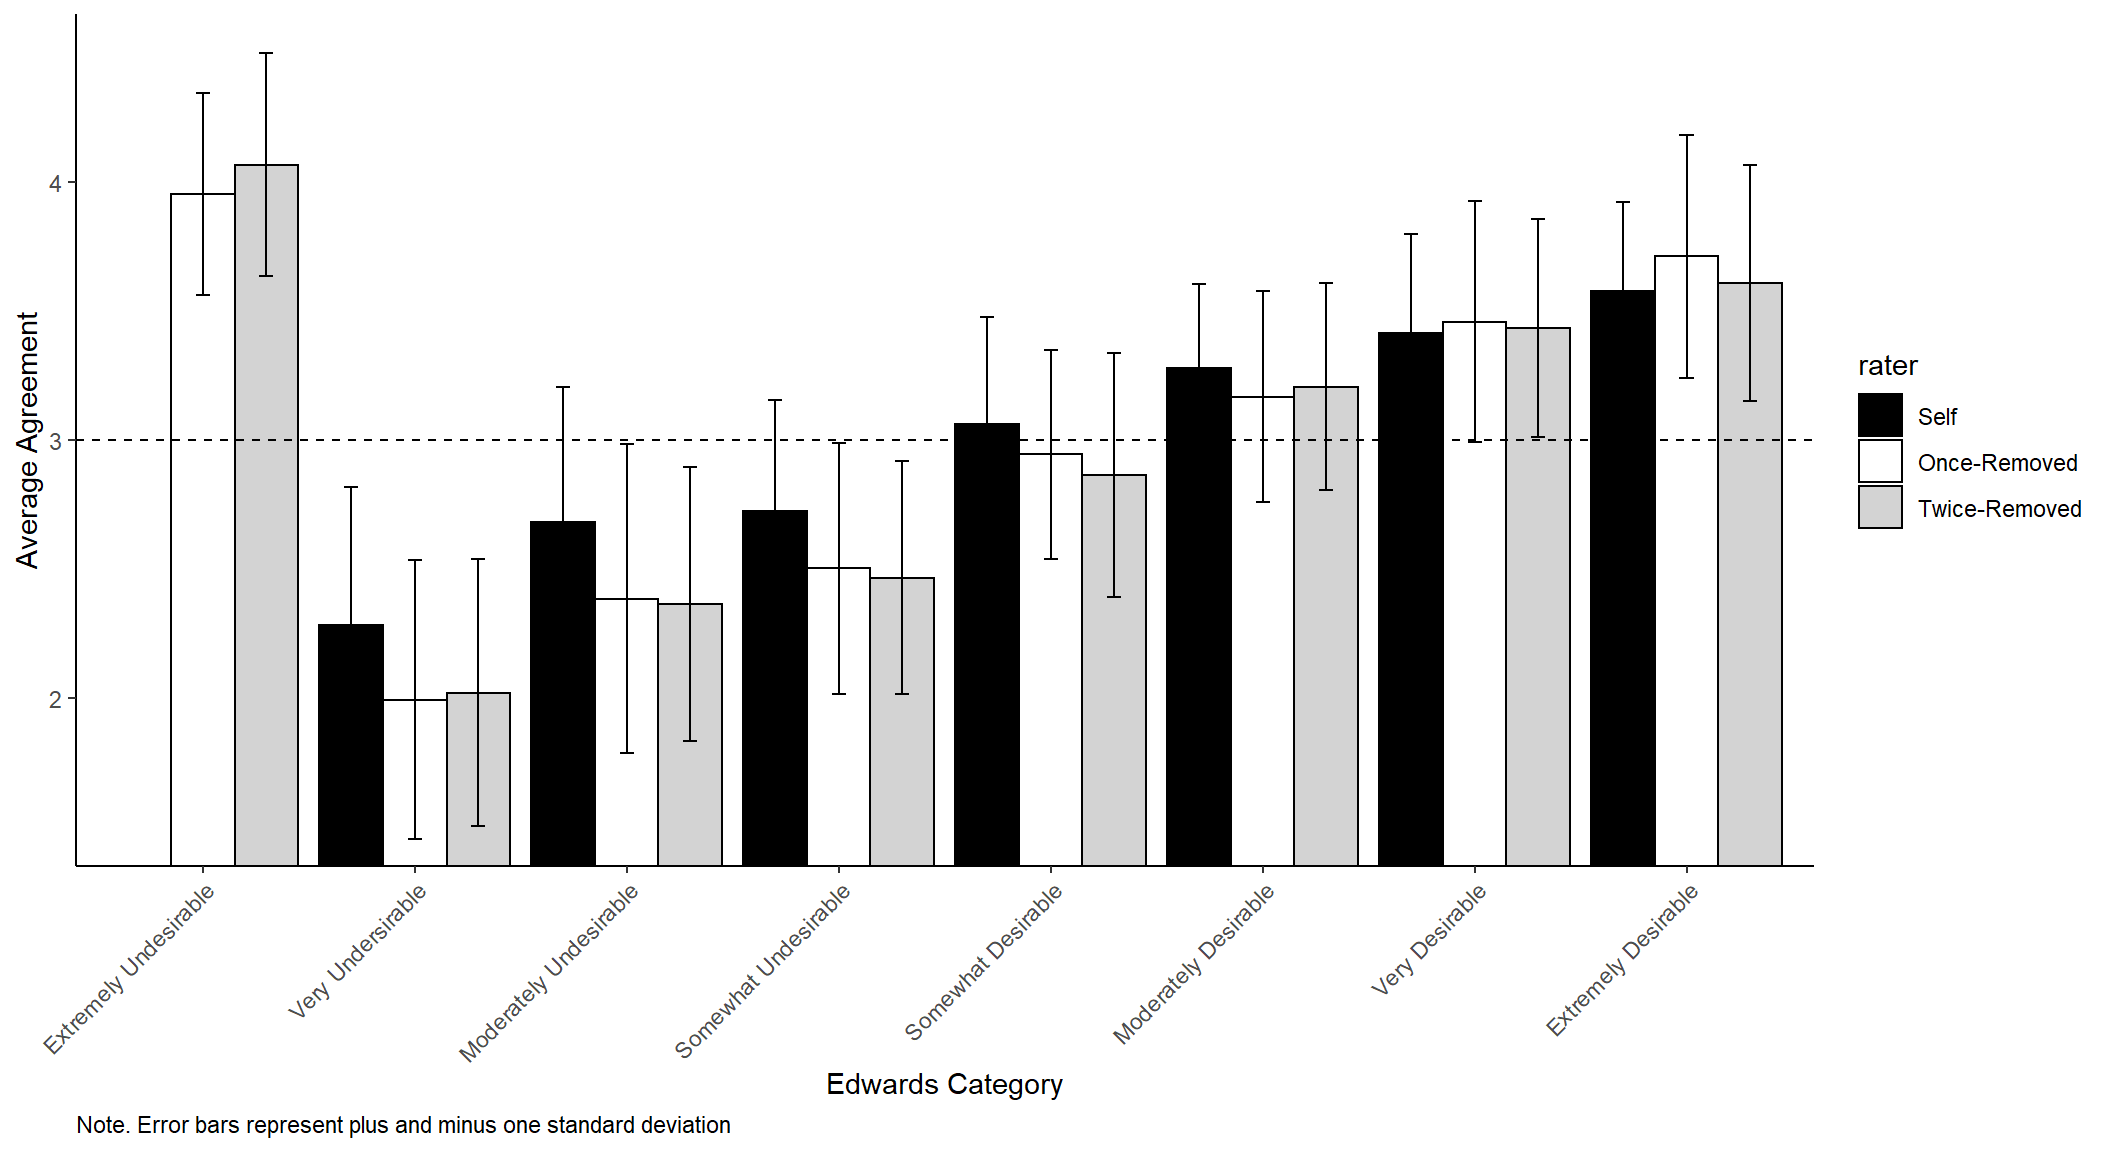 Average Agreement
4
3
2
Extremely Undesirable
Very Undersirable
Moderately Undesirable
Somewhat Undesirable
Somewhat Desirable
Moderately Desirable
Very Desirable
Extremely Desirable
Edwards Category
Note. Error bars represent plus and minus one standard deviation
rater
Self
Once-Removed
Twice-Removed